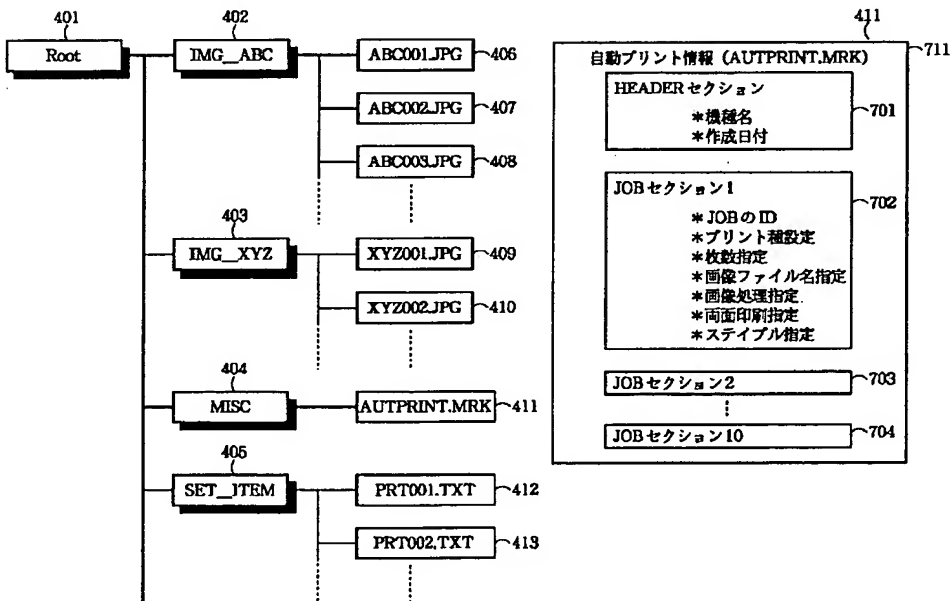 401
Root
402
IMG__ABC
ABC001.JPG
406
ABC002.JPG
407
ABC003.JPG
408
403
IMG__XYZ
XYZ001.JPG
409
XYZ002.JPG
410
404
MISC
AUTPRINT.MRK
411
405
SET__ITEM
PRT001.TXT
412
PRT002.TXT
413
411
711
自動プリント情報 (AUTPRINT.MRK)
HEADERセクション
*機種名
*作成日付
701
JOBセクション1
*JOBのID
*プリント種設定
*枚数指定
*画像ファイル名指定
*画像処理指定
*両面印刷指定
*ステイプル指定
702
JOBセクション2
703
JOBセクション10
704